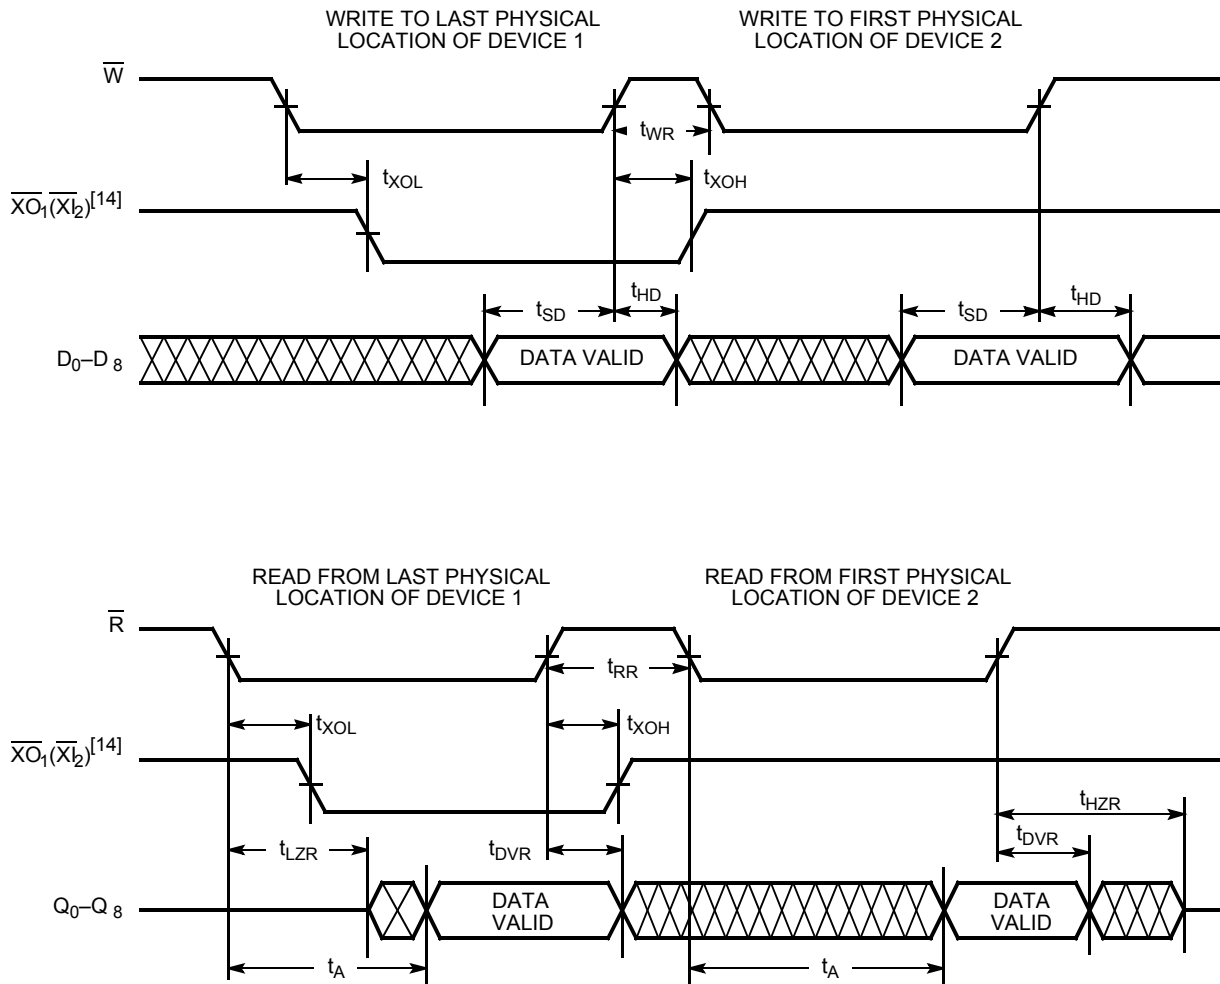 WRITE TO LAST PHYSICAL
LOCATION OF DEVICE 1
WRITE TO FIRST PHYSICAL
LOCATION OF DEVICE 2
W
tWR
tXOL
tXOH
XO1(XI2)[14]
tSD
tHD
tSD
tHD
D0–D 8
DATA VALID
DATA VALID
READ FROM LAST PHYSICAL
LOCATION OF DEVICE 1
READ FROM FIRST PHYSICAL
LOCATION OF DEVICE 2
R
tRR
tXOL
tXOH
XO1(XI2)[14]
tHZR
tLZR
tDVR
tDVR
Q0–Q 8
DATA
VALID
DATA
VALID
tA
tA